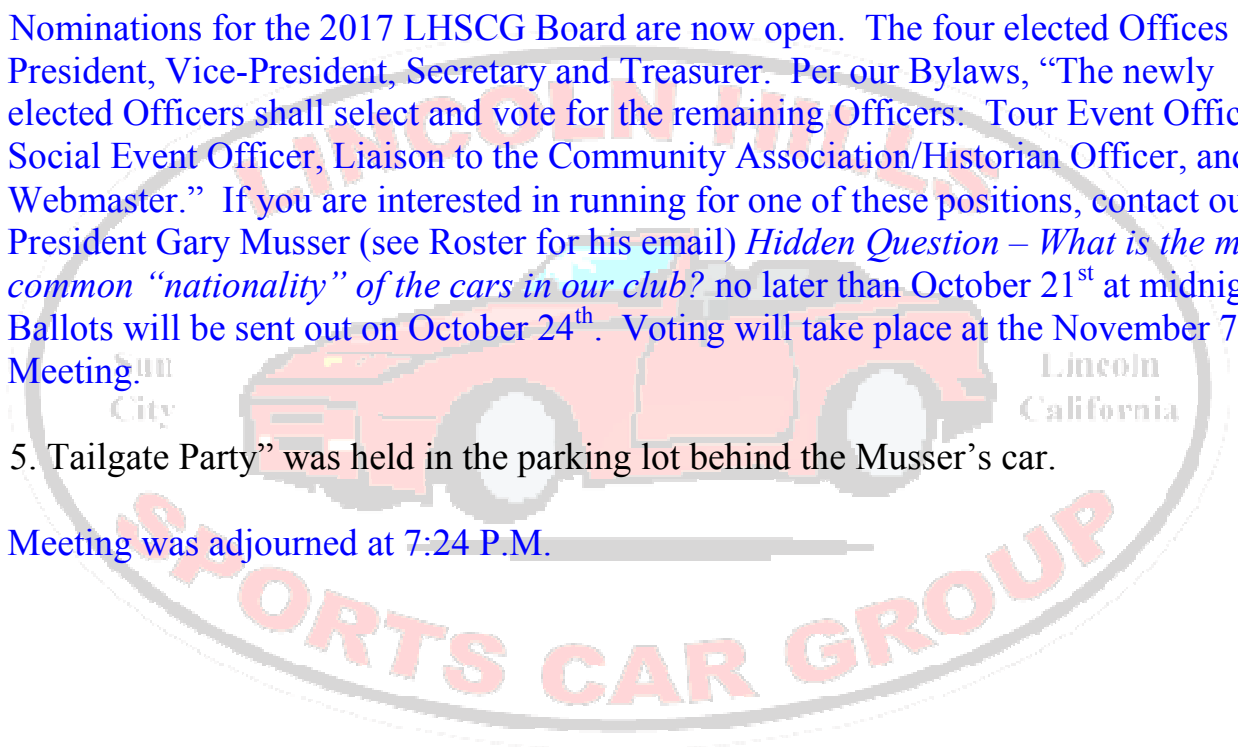 Nominations for the 2017 LHSCG Board are now open.  The four elected Offices
President, Vice-President, Secretary and Treasurer.  Per our Bylaws, “The newly
elected Officers shall select and vote for the remaining Officers:  Tour Event Offic
Social Event Officer, Liaison to the Community Association/Historian Officer, and
Webmaster.”  If you are interested in running for one of these positions, contact ou
President Gary Musser (see Roster for his email) Hidden Question – What is the m
common “nationality” of the cars in our club? no later than October 21st at midnig
Ballots will be sent out on October 24th.  Voting will take place at the November 7
Meeting.
5. Tailgate Party” was held in the parking lot behind the Musser’s car.
Meeting was adjourned at 7:24 P.M.
LINCOLN HILLS
Sun
City
Lincoln
California
SPORTS CAR GROUP